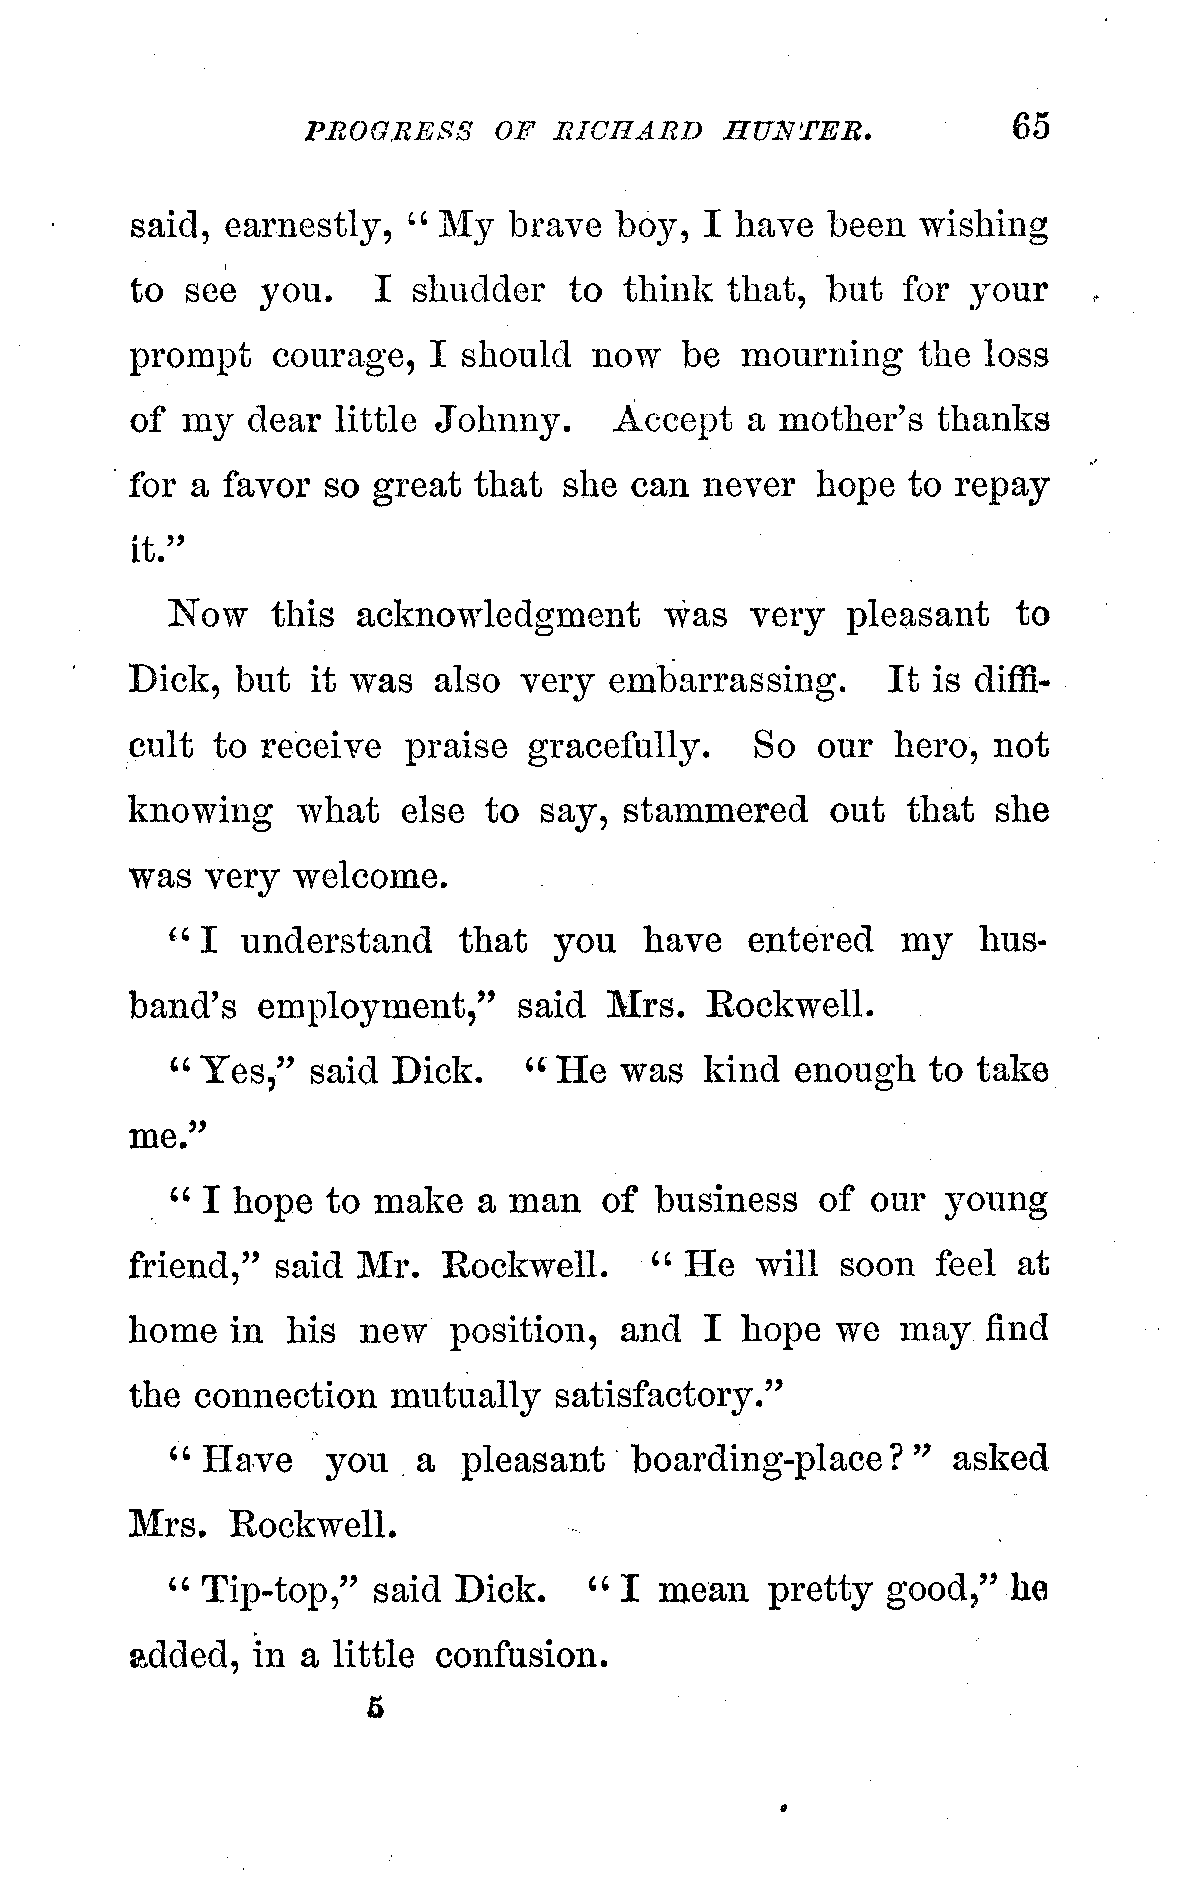 PROGRESS OF RICHARD HUNTER. 65
said, earnestly, “ My brave boy, I have been wishing
to see you. I shudder to think that, but for your
prompt courage, I should now be mourning the loss
of my dear little Johnny. Accept a mother’s thanks
for a favor so great that she can never hope to repay
it.”
Now this acknowledgment was very pleasant to
Dick, but it was also very embarrassing. It is diffi-
cult to receive praise gracefully. So our hero, not
knowing what else to say, stammered out that she
was very welcome.
“ I understand that you have entered my hus-
band’s employment,” said Mrs. Rockwell.
“ Yes,” said Dick. “ He was kind enough to take
me.”
“ I hope to make a man of business of our young
friend,” said Mr. Rockwell. “ He will soon feel at
home in his new position, and I hope we may find
the connection mutually satisfactory.”
“ Have you a pleasant boarding-place ? ” asked
Mrs. Rockwell.
“ Tip-top,” said Dick. “ I mean pretty good,” he
added, in a little confusion.
5